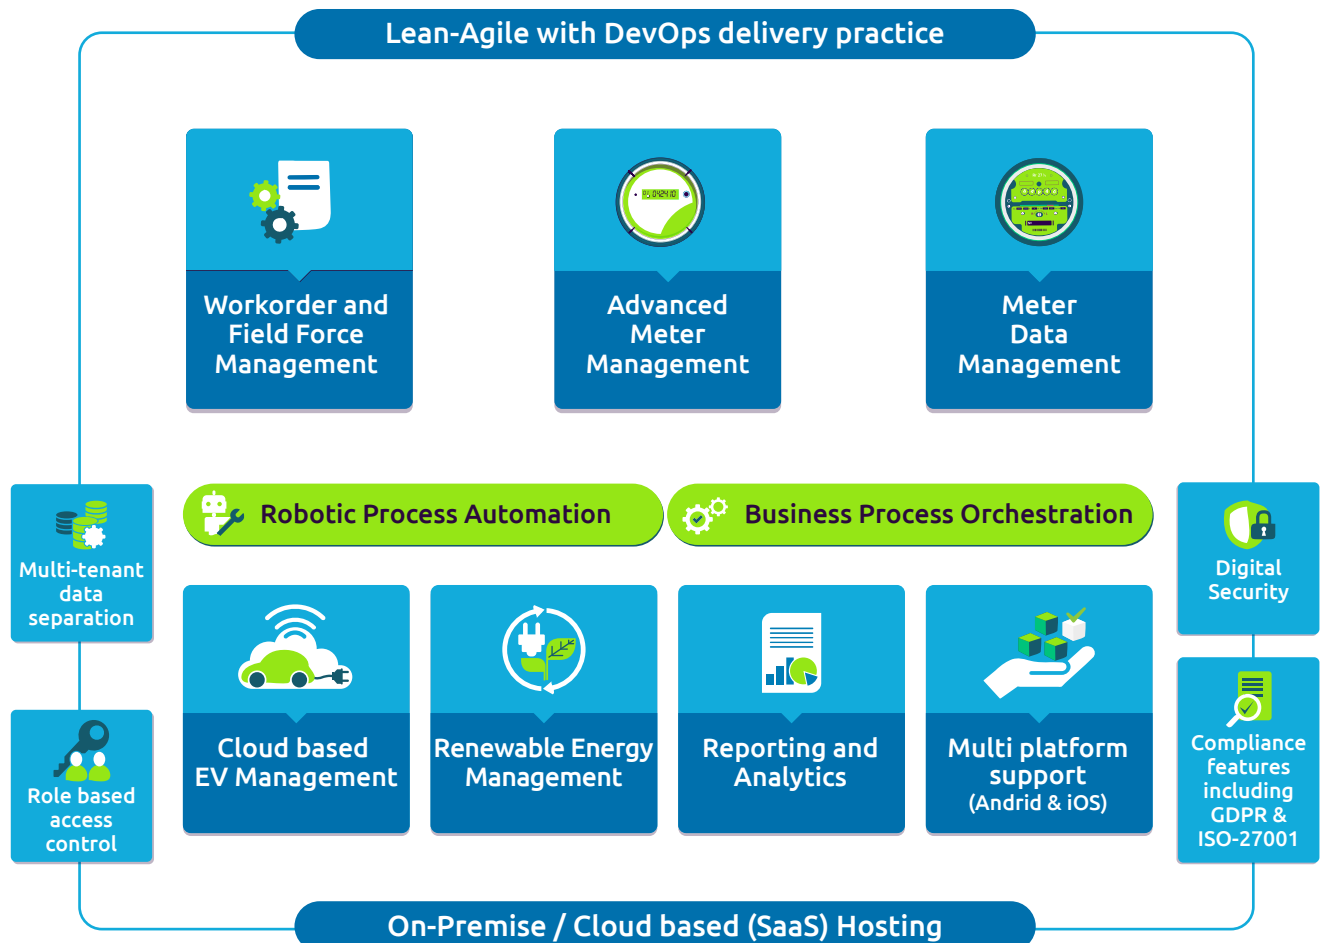 Lean-Agile with DevOps delivery practice
Workorder and
Field Force
Management
Advanced
Meter
Management
Meter
Data
Management
Multi-tenant
data
separation
Robotic Process Automation
Business Process Orchestration
Digital
Security
Role based
access
control
Cloud based
EV Management
Renewable Energy
Management
Reporting and
Analytics
Multi platform
support
(Andrid & iOS)
Compliance
features
including
GDPR &
ISO-27001
On-Premise / Cloud based (SaaS) Hosting